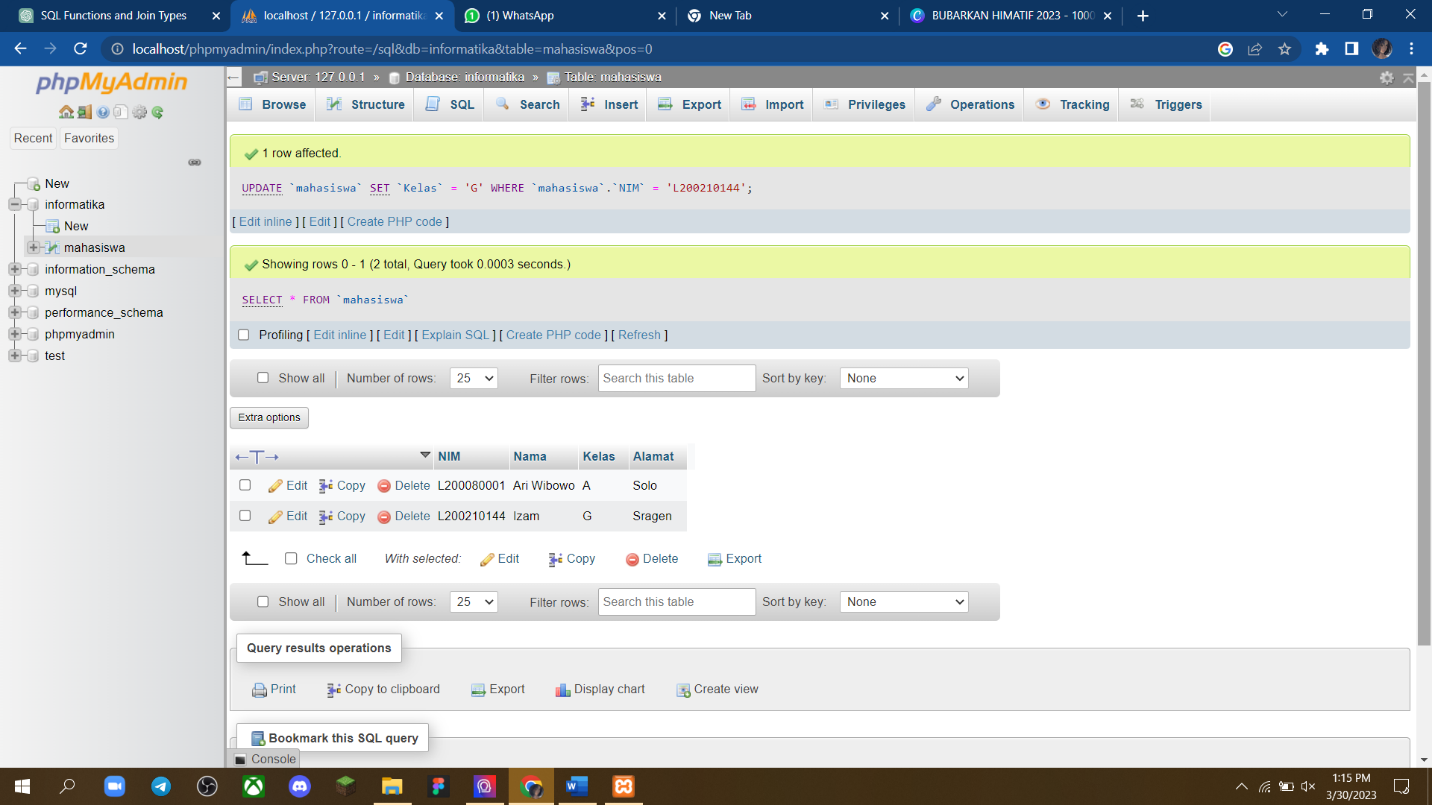 SQL Functions and Join Types
localhost / 127.0.0.1 / informatika
(1) WhatsApp
New Tab
BUBARKAN HIMATIF 2023 - 1000
localhost/phpmyadmin/index.php?route=/sql&db=informatika&table=mahasiswa&pos=0
phpMyAdmin
Recent Favorites
New
informatika
New
mahasiswa
information_schema
mysql
performance_schema
phpmyadmin
test
Server: 127.0.0.1 » Database: informatika » Table: mahasiswa
Browse Structure SQL Search Insert Export Import Privileges Operations Tracking Triggers
1 row affected.
UPDATE `mahasiswa` SET `Kelas` = 'G' WHERE `mahasiswa`.`NIM` = 'L200210144';
[ Edit inline ] [ Edit ] [ Create PHP code ]
Showing rows 0 - 1 (2 total, Query took 0.0003 seconds.)
SELECT * FROM `mahasiswa`
Profiling [ Edit inline ] [ Edit ] [ Explain SQL ] [ Create PHP code ] [ Refresh ]
Show all Number of rows: 25 Filter rows: Search this table Sort by key: None
Extra options
NIM Nama Kelas Alamat
Edit Copy Delete L200080001 Ari Wibowo A Solo
Edit Copy Delete L200210144 Izam G Sragen
Check all With selected: Edit Copy Delete Export
Show all Number of rows: 25 Filter rows: Search this table Sort by key: None
Query results operations
Print Copy to clipboard Export Display chart Create view
Bookmark this SQL query
Console
1:15 PM
3/30/2023